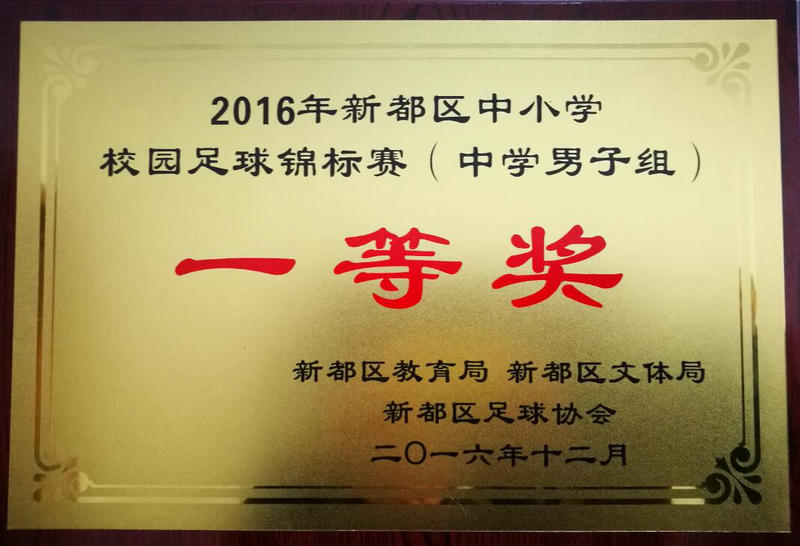 2016年新都区中小学
校园足球锦标赛（中学男子组）
一等奖
新都区教育局 新都区文体局
新都区足球协会
二〇一六年十二月